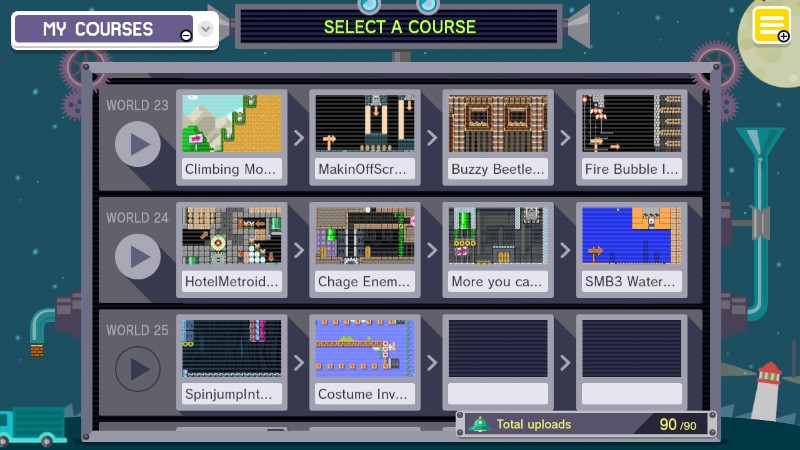 MY COURSES
SELECT A COURSE
WORLD 23
Climbing Mo...
MakinOffScr...
Buzzy Beetle...
Fire Bubble I...
WORLD 24
HotelMetroid...
Chage Enem...
More you ca...
SMB3 Water...
WORLD 25
SpinjumpInt...
Costume Inv...
Total uploads
90 /90